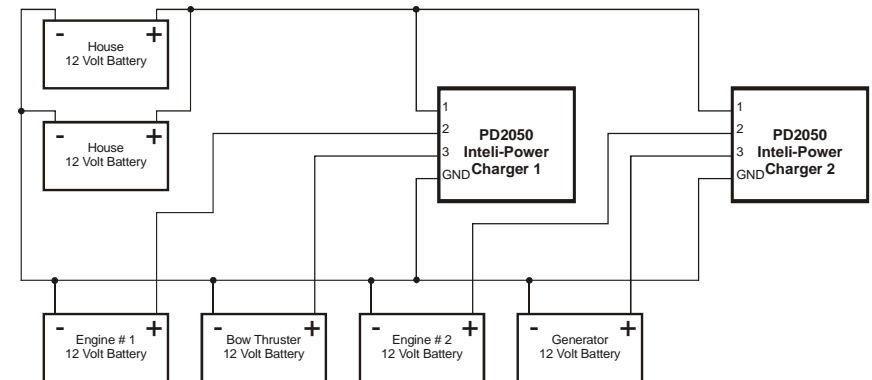 - +
House
12 Volt Battery
- +
House
12 Volt Battery
1
2
3
GND
PD2050
Inteli-Power
Charger 1
1
2
3
GND
PD2050
Inteli-Power
Charger 2
- +
Engine # 1
12 Volt Battery
- +
Bow Thruster
12 Volt Battery
- +
Engine # 2
12 Volt Battery
- +
Generator
12 Volt Battery